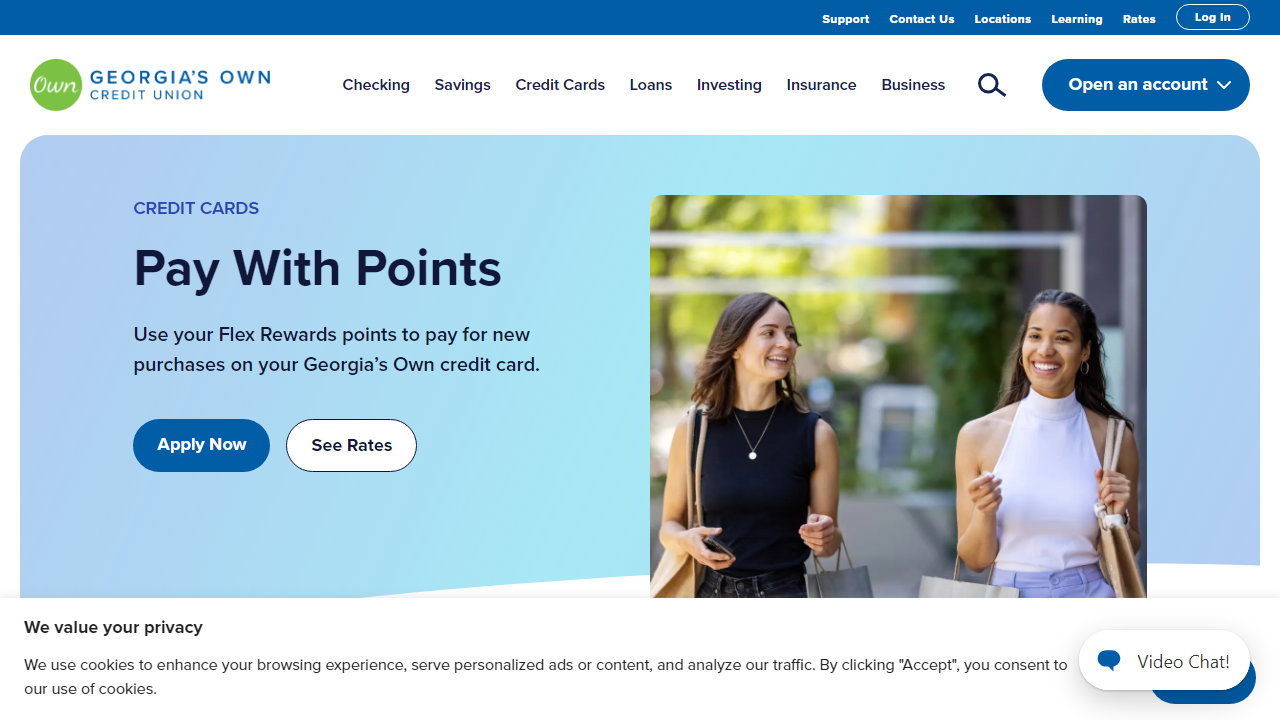 Support Contact Us Locations Learning Rates Log In
Own GEORGIA'S OWN
CREDIT UNION
Checking Savings Credit Cards Loans Investing Insurance Business Open an account
CREDIT CARDS
Pay With Points
Use your Flex Rewards points to pay for new
purchases on your Georgia’s Own credit card.
Apply Now See Rates
We value your privacy
We use cookies to enhance your browsing experience, serve personalized ads or content, and analyze our traffic. By clicking "Accept", you consent to
our use of cookies.
Video Chat!